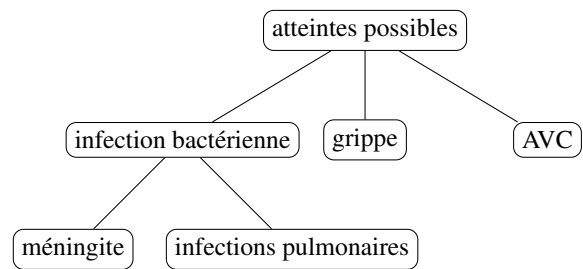 atteintes possibles
infection bactérienne
grippe
AVC
méningite
infections pulmonaires